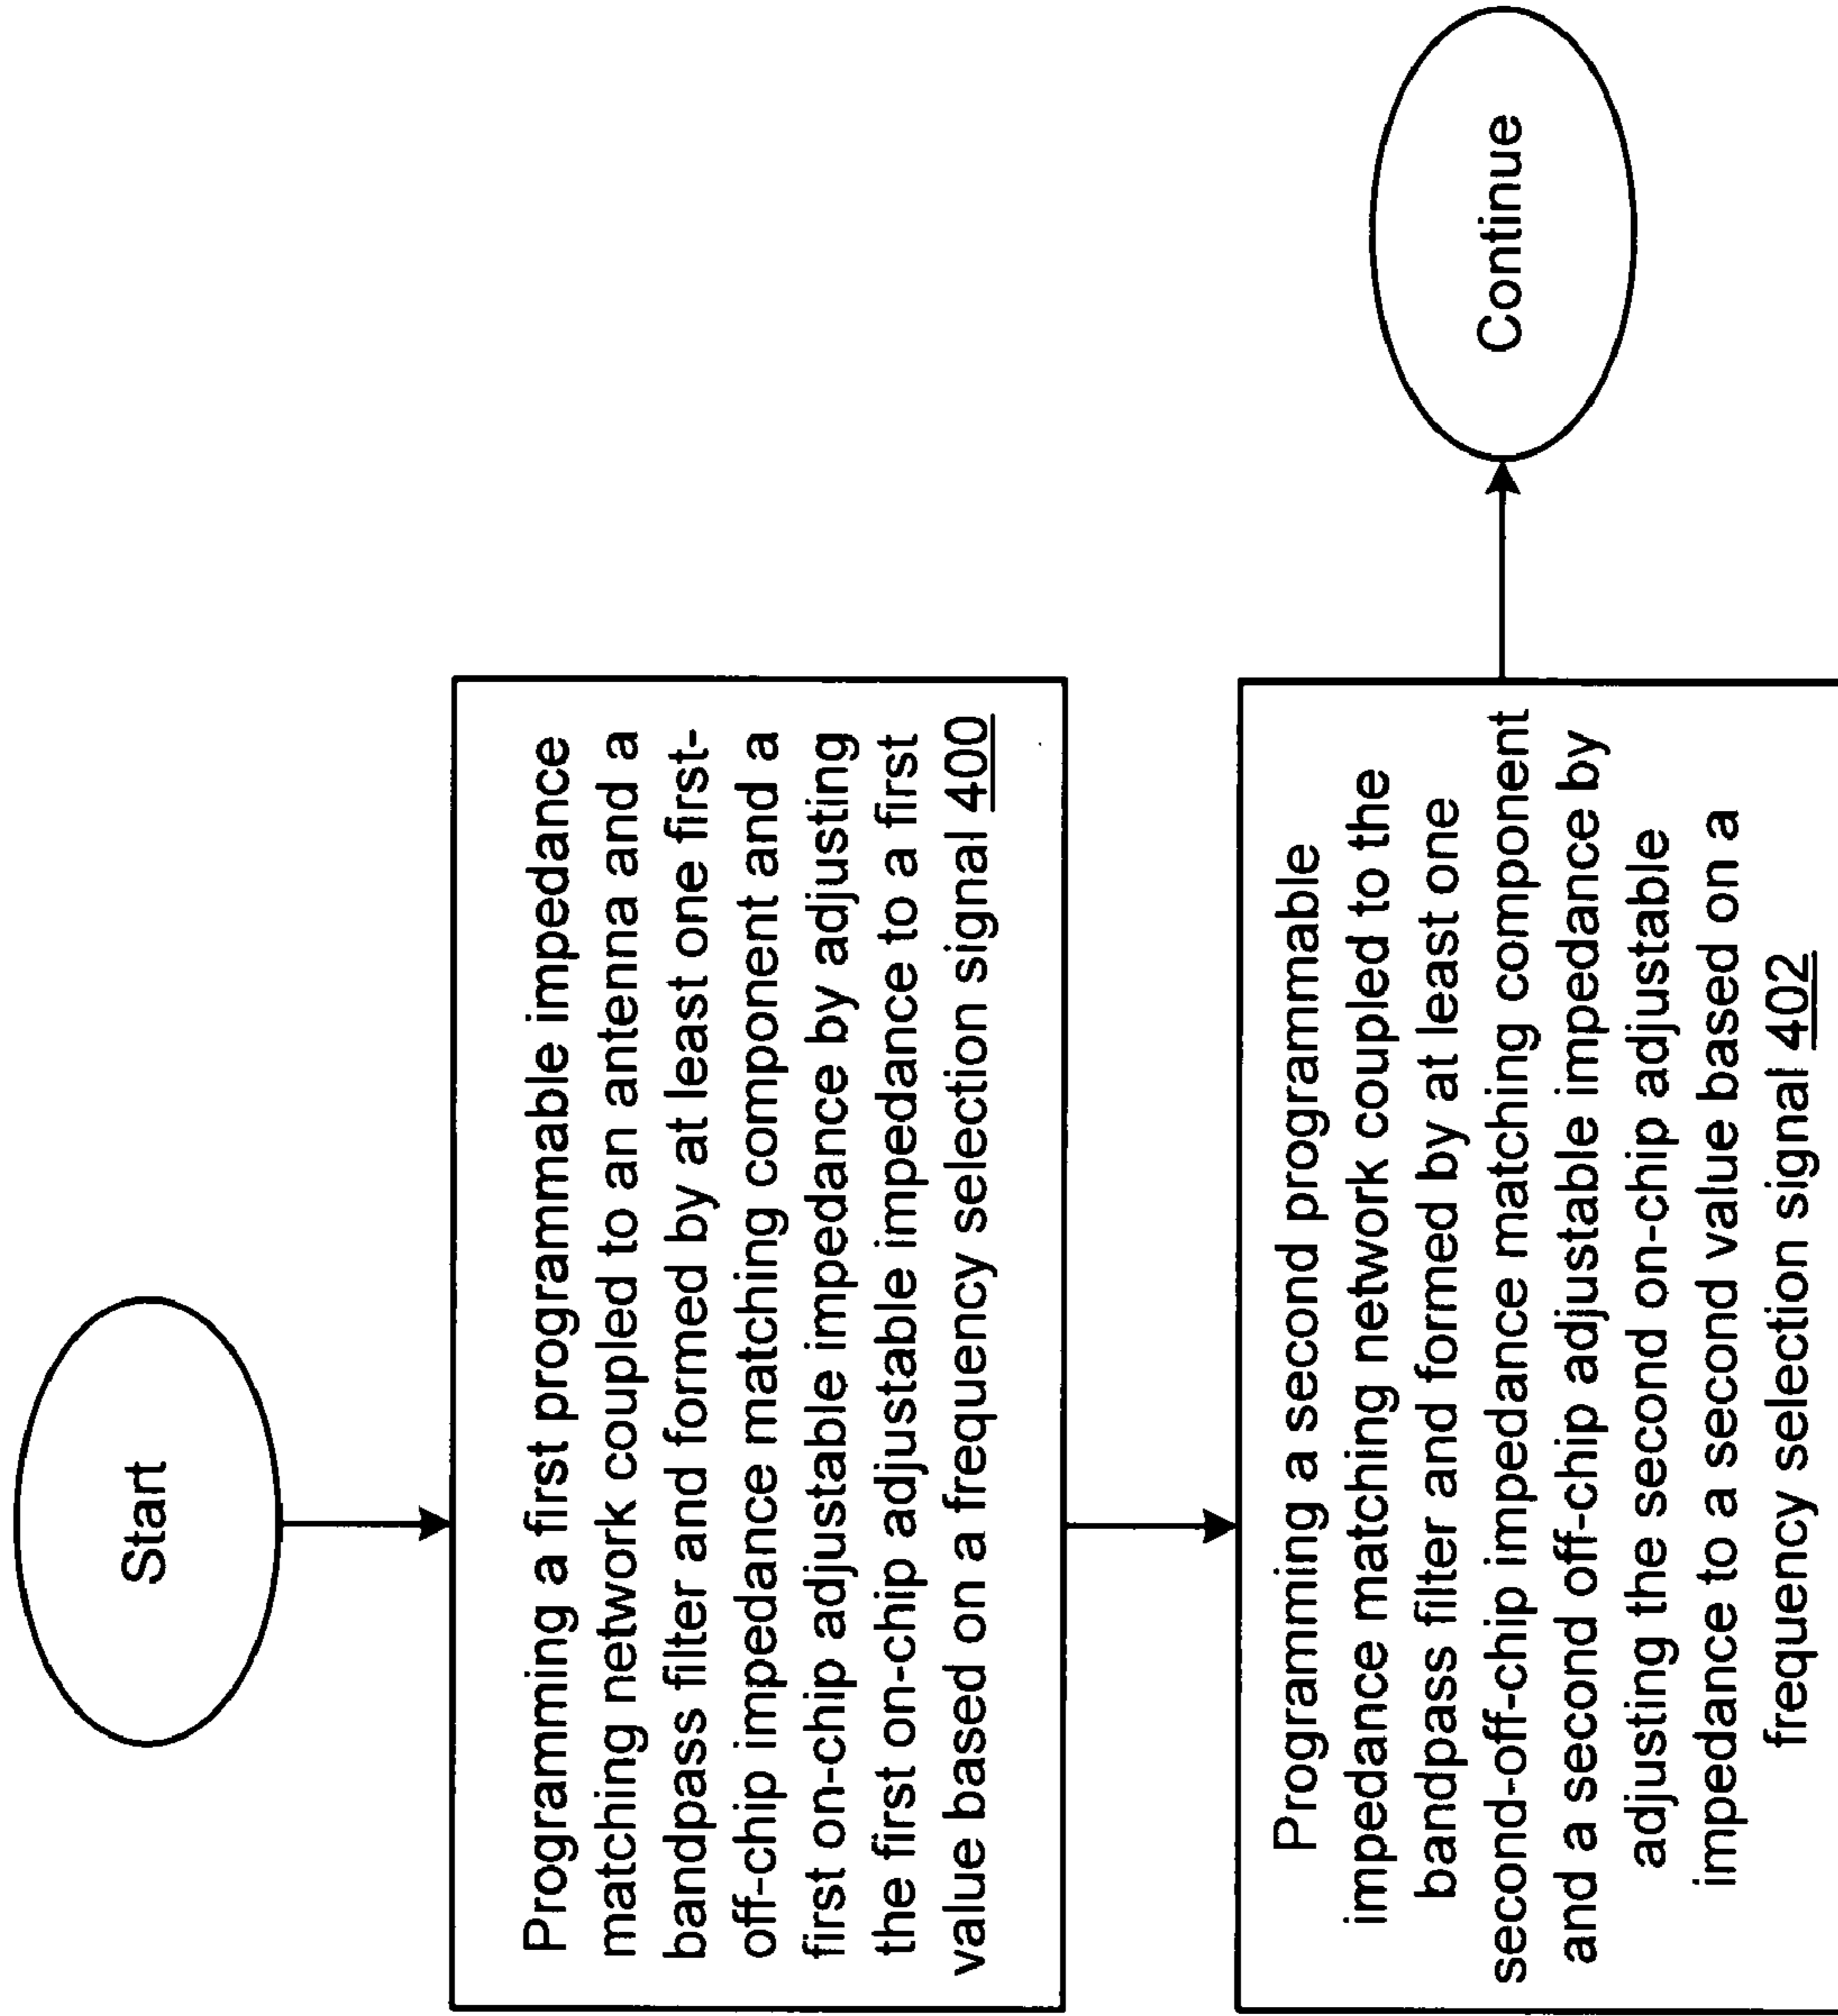 Start
Programming a first programmable impedance
matching network coupled to an antenna and a
bandpass filter and formed by at least one first-
off-chip impedance matching component and a
first on-chip adjustable impedance by adjusting
the first on-chip adjustable impedance to a first
value based on a frequency selection signal 400
Programming a second programmable
impedance matching network coupled to the
bandpass filter and formed by at least one
second-off-chip impedance matching component
and a second off-chip adjustable impedance by
adjusting the second on-chip adjustable
impedance to a second value based on a
frequency selection signal 402
Continue